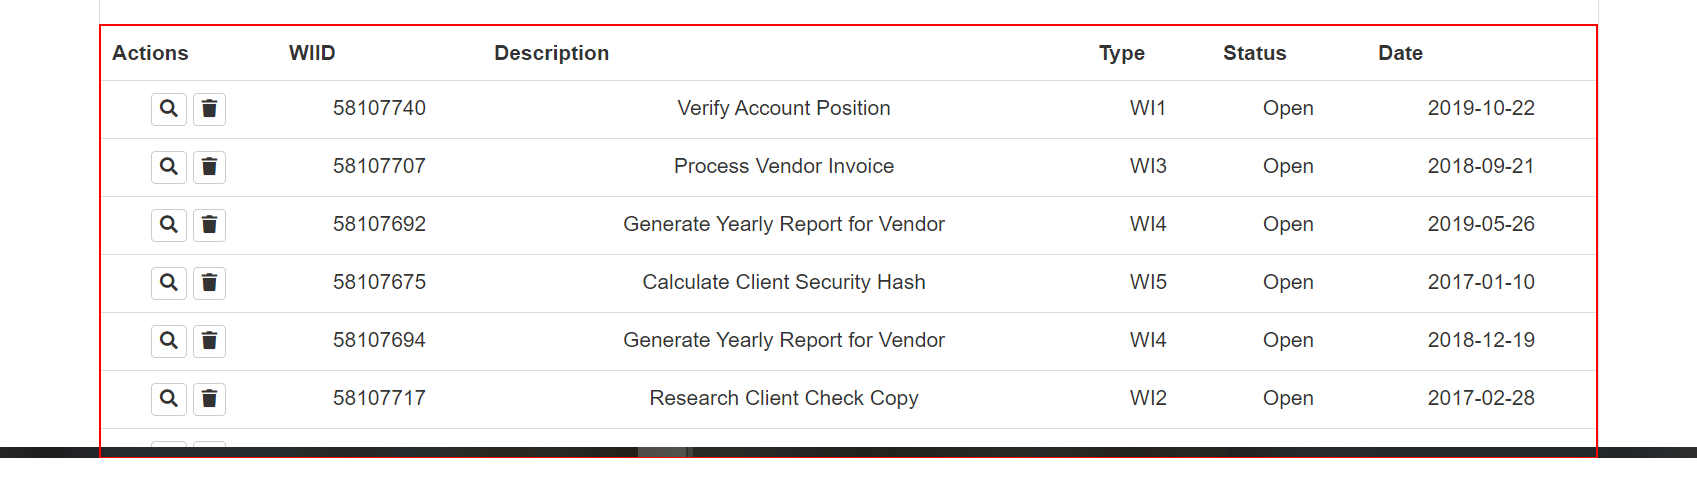 Actions WIID Description Type Status Date
58107740 Verify Account Position WI1 Open 2019-10-22
58107707 Process Vendor Invoice WI3 Open 2018-09-21
58107692 Generate Yearly Report for Vendor WI4 Open 2019-05-26
58107675 Calculate Client Security Hash WI5 Open 2017-01-10
58107694 Generate Yearly Report for Vendor WI4 Open 2018-12-19
58107717 Research Client Check Copy WI2 Open 2017-02-28